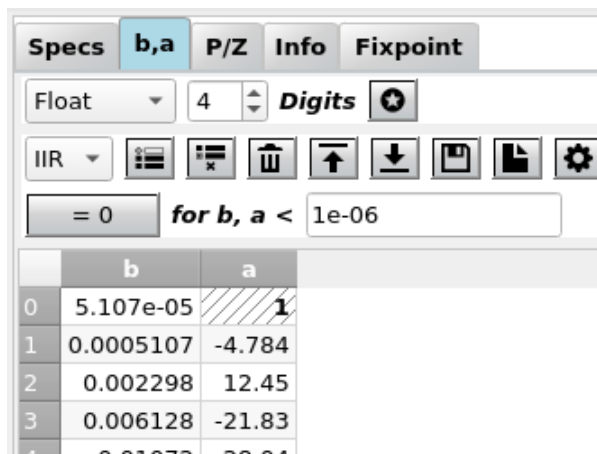 Specs b,a P/Z Info Fixpoint
Float 4 Digits
IIR
= 0 for b, a < 1e-06
b a
0 5.107e-05 1
1 0.0005107 -4.784
2 0.002298 12.45
3 0.006128 -21.83